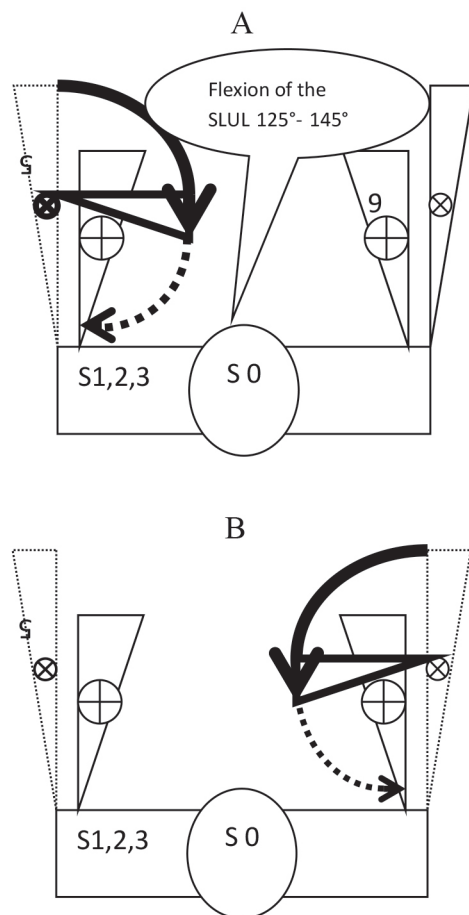 A
Flexion of the
SLUL 125°- 145°
9
S1,2,3
S 0
B
S1,2,3
S 0